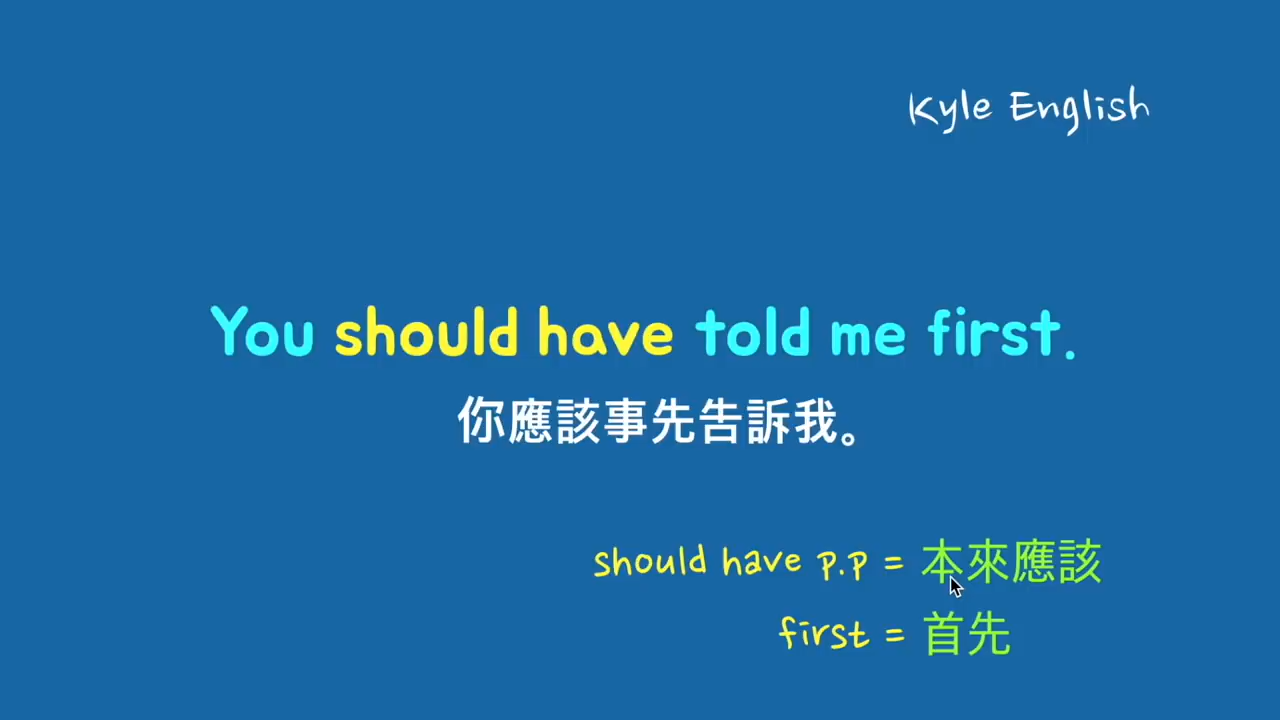 Kyle English
You should have told me first.
你應該事先告訴我。
should have p.p = 本來應該
first = 首先